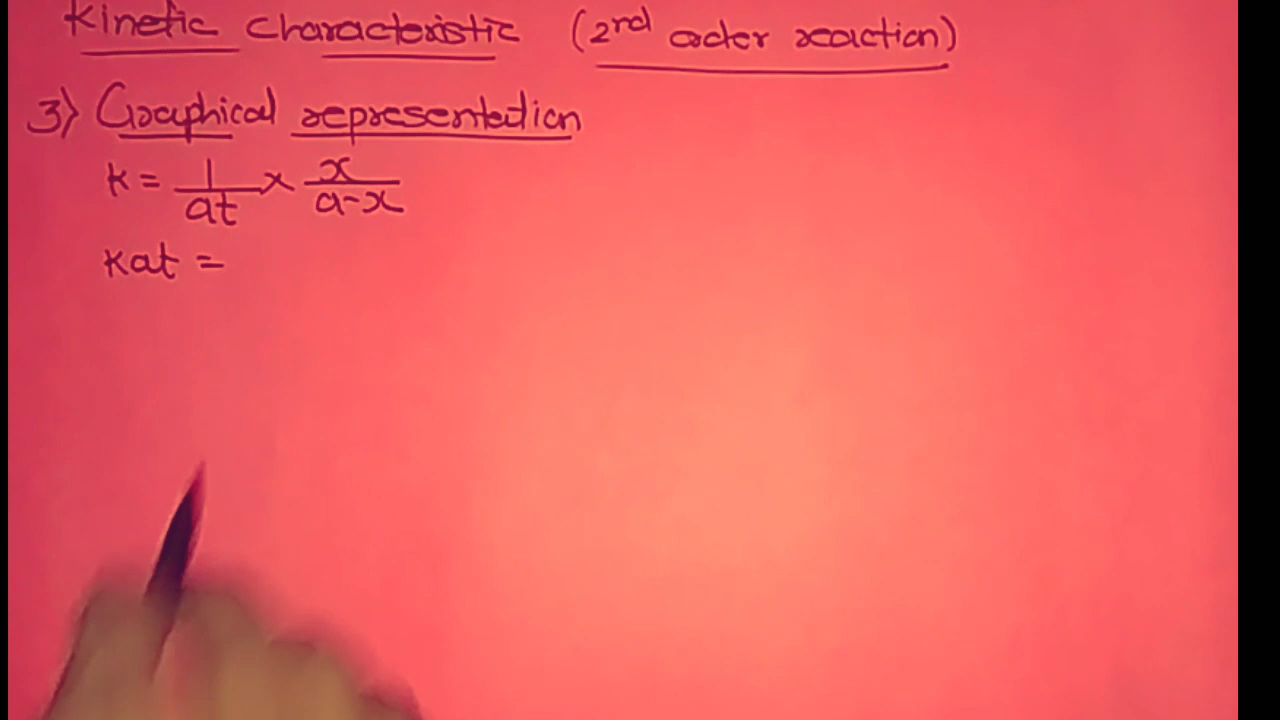 Kinetic characteristic (2nd order reaction)
3) Graphical representation
K = 1/at × x/a-x
Kat =